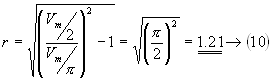 r = √((V_m/2 / V_m/π)² − 1) = √((π/2)²) = 1.21 → (10)